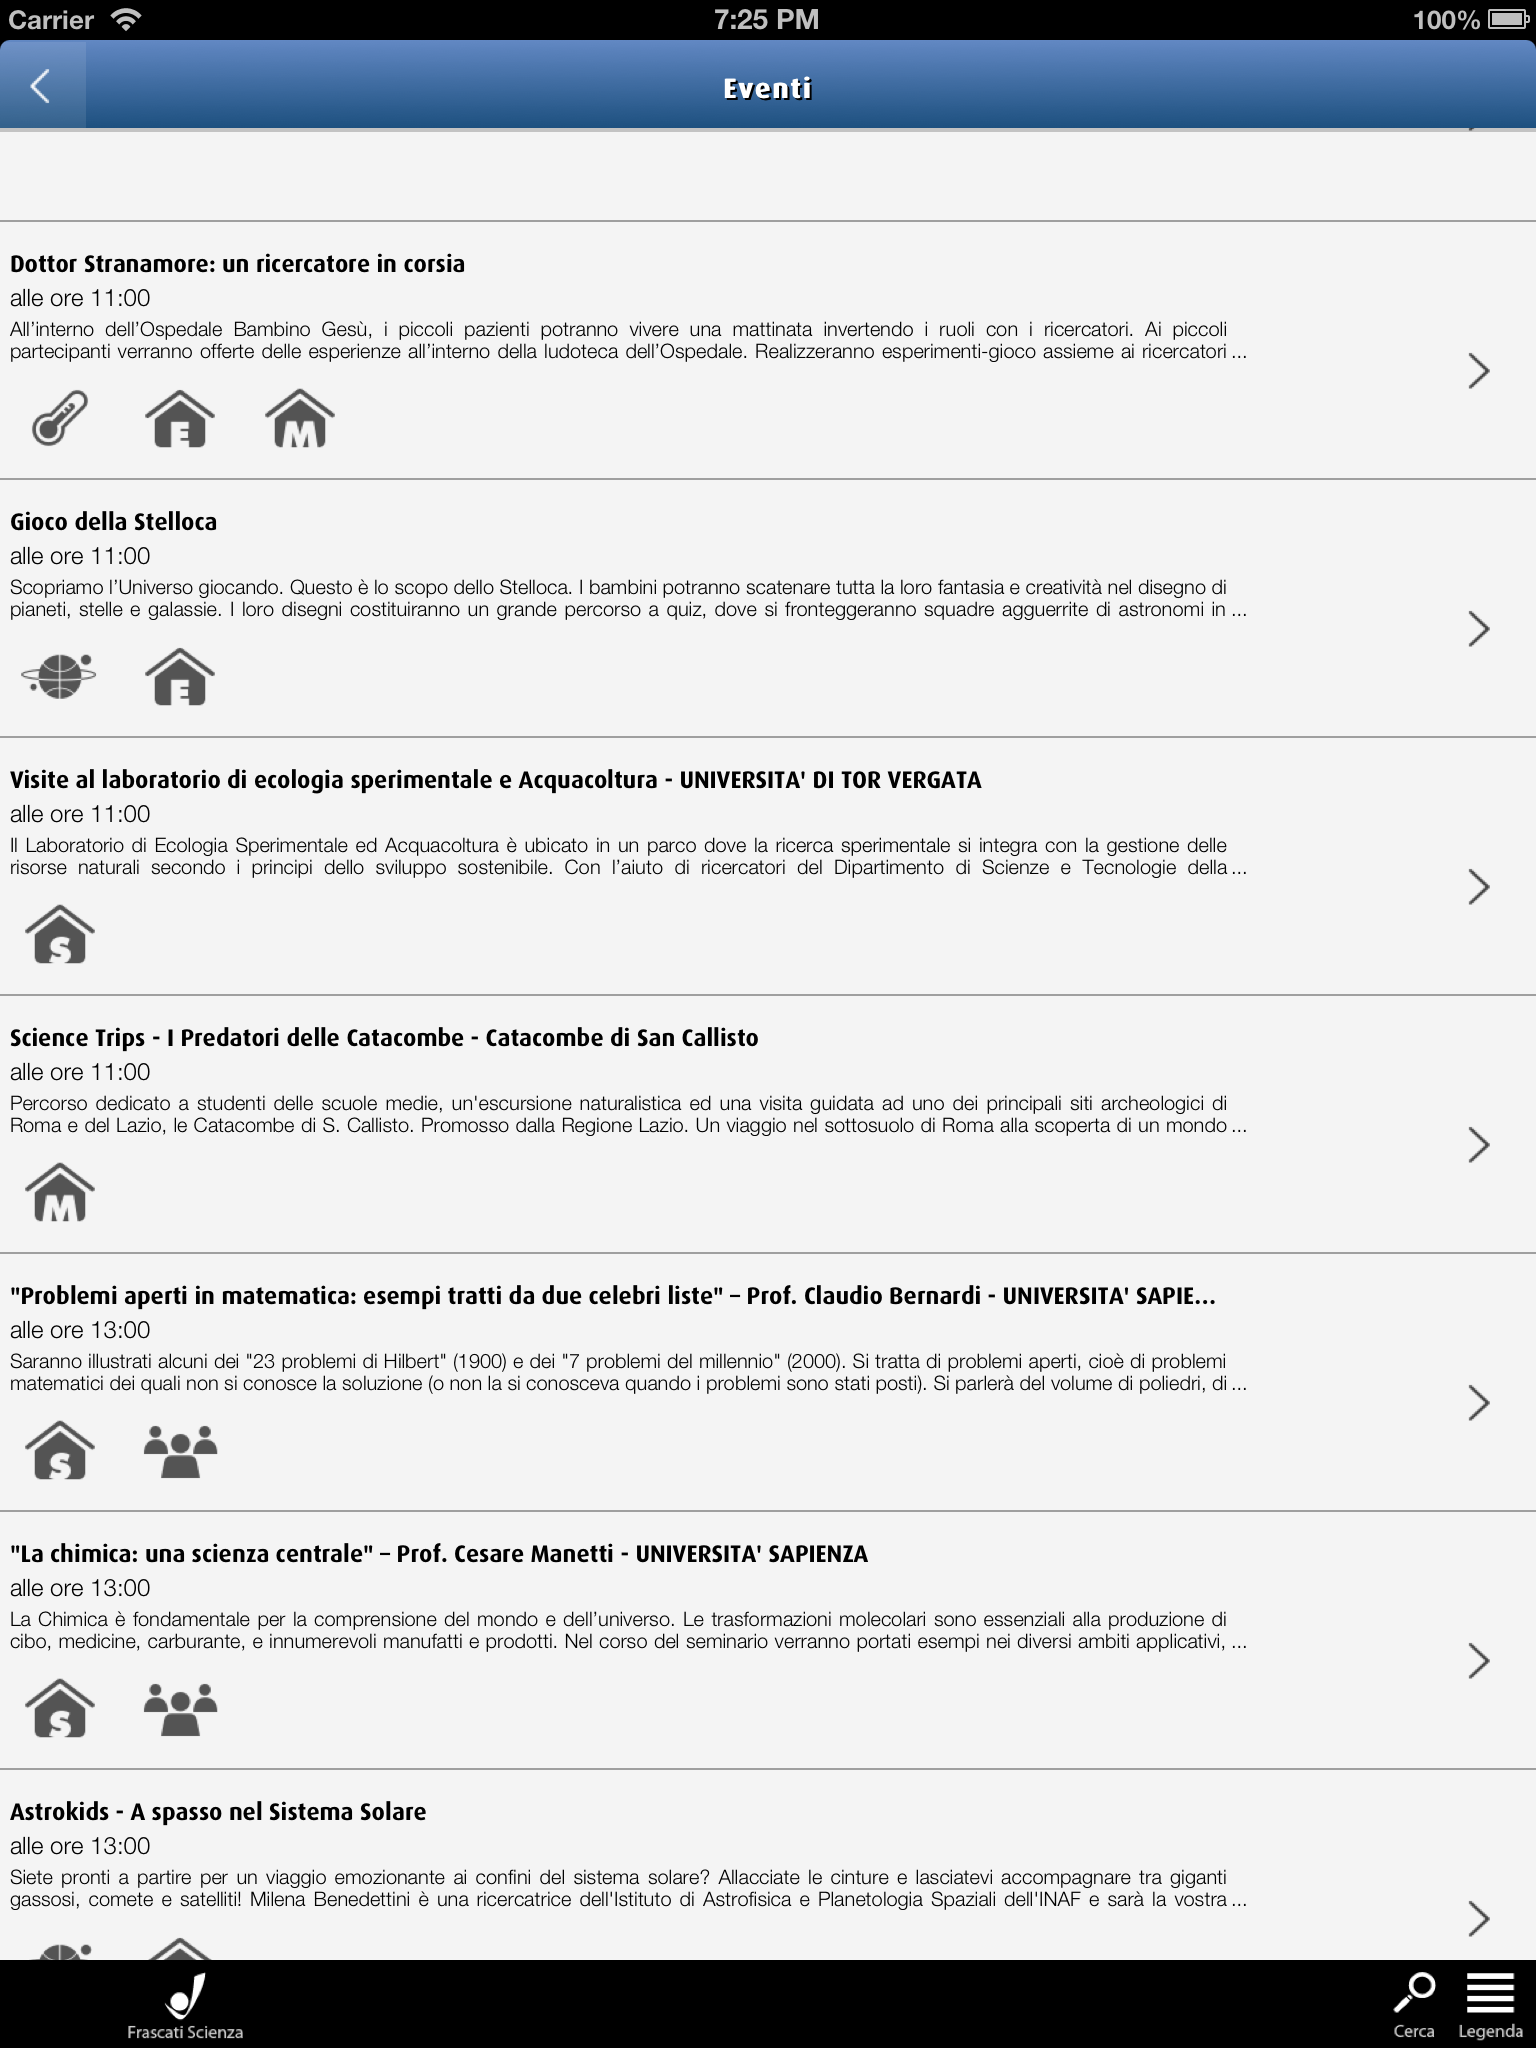 Carrier 7:25 PM 100%
Eventi
Dottor Stranamore: un ricercatore in corsia
alle ore 11:00
All’interno dell’Ospedale Bambino Gesù, i piccoli pazienti potranno vivere una mattinata invertendo i ruoli con i ricercatori. Ai piccoli
partecipanti verranno offerte delle esperienze all’interno della ludoteca dell’Ospedale. Realizzeranno esperimenti-gioco assieme ai ricercatori ...
E M
Gioco della Stelloca
alle ore 11:00
Scopriamo l’Universo giocando. Questo è lo scopo dello Stelloca. I bambini potranno scatenare tutta la loro fantasia e creatività nel disegno di
pianeti, stelle e galassie. I loro disegni costituiranno un grande percorso a quiz, dove si fronteggeranno squadre agguerrite di astronomi in ...
E
Visite al laboratorio di ecologia sperimentale e Acquacoltura - UNIVERSITA' DI TOR VERGATA
alle ore 11:00
Il Laboratorio di Ecologia Sperimentale ed Acquacoltura è ubicato in un parco dove la ricerca sperimentale si integra con la gestione delle
risorse naturali secondo i principi dello sviluppo sostenibile. Con l’aiuto di ricercatori del Dipartimento di Scienze e Tecnologie della ...
S
Science Trips - I Predatori delle Catacombe - Catacombe di San Callisto
alle ore 11:00
Percorso dedicato a studenti delle scuole medie, un'escursione naturalistica ed una visita guidata ad uno dei principali siti archeologici di
Roma e del Lazio, le Catacombe di S. Callisto. Promosso dalla Regione Lazio. Un viaggio nel sottosuolo di Roma alla scoperta di un mondo ...
M
"Problemi aperti in matematica: esempi tratti da due celebri liste" – Prof. Claudio Bernardi - UNIVERSITA' SAPIE...
alle ore 13:00
Saranno illustrati alcuni dei "23 problemi di Hilbert" (1900) e dei "7 problemi del millennio" (2000). Si tratta di problemi aperti, cioè di problemi
matematici dei quali non si conosce la soluzione (o non la si conosceva quando i problemi sono stati posti). Si parlerà del volume di poliedri, di ...
S
"La chimica: una scienza centrale" – Prof. Cesare Manetti - UNIVERSITA' SAPIENZA
alle ore 13:00
La Chimica è fondamentale per la comprensione del mondo e dell’universo. Le trasformazioni molecolari sono essenziali alla produzione di
cibo, medicine, carburante, e innumerevoli manufatti e prodotti. Nel corso del seminario verranno portati esempi nei diversi ambiti applicativi, ...
S
Astrokids - A spasso nel Sistema Solare
alle ore 13:00
Siete pronti a partire per un viaggio emozionante ai confini del sistema solare? Allacciate le cinture e lasciatevi accompagnare tra giganti
gassosi, comete e satelliti! Milena Benedettini è una ricercatrice dell'Istituto di Astrofisica e Planetologia Spaziali dell'INAF e sarà la vostra ...
Frascati Scienza Cerca Legenda